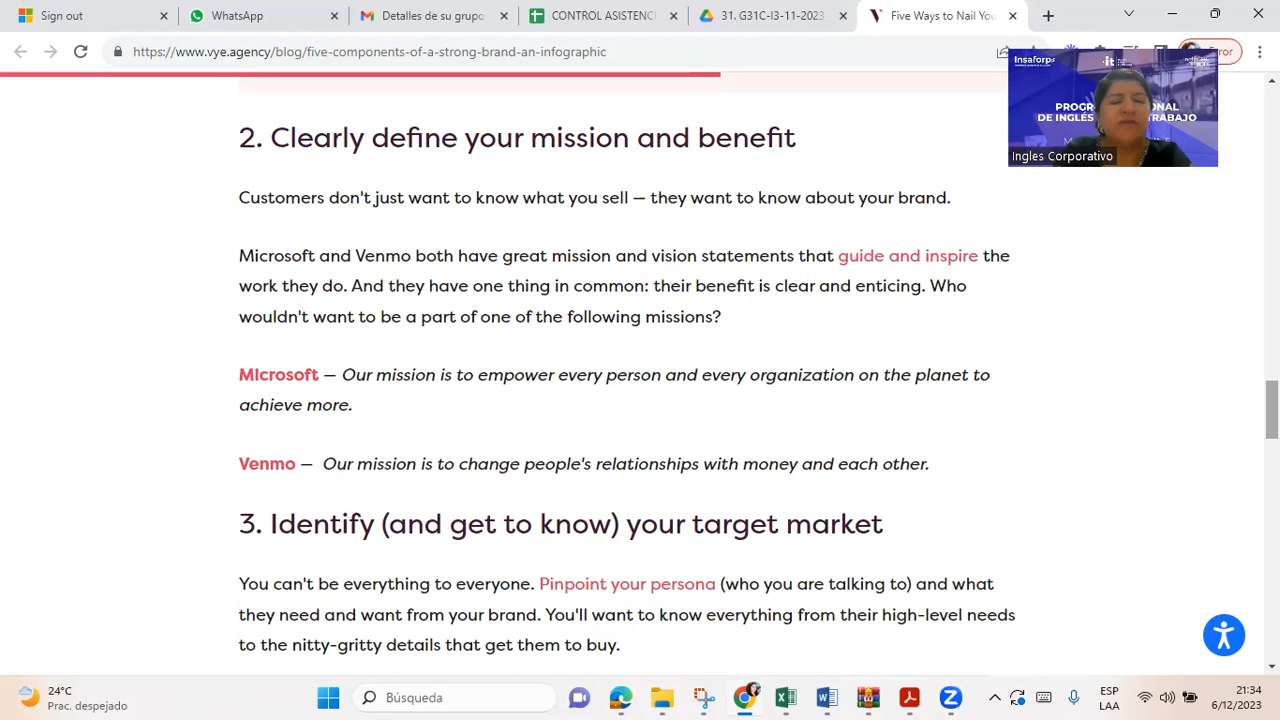 Sign out
WhatsApp
Detalles de su grupo
CONTROL ASISTENC
31.G31C-I3-11-2023
Five Ways to Nail You
https://www.vye.agency/blog/five-components-of-a-strong-brand-an-infographic
Error
Insaforp
PROGR ONAL
DE INGLÉS TRABAJO
Ingles Corporativo
2. Clearly define your mission and benefit
Customers don't just want to know what you sell — they want to know about your brand.
Microsoft and Venmo both have great mission and vision statements that guide and inspire the
work they do. And they have one thing in common: their benefit is clear and enticing. Who
wouldn't want to be a part of one of the following missions?
Microsoft — Our mission is to empower every person and every organization on the planet to
achieve more.
Venmo — Our mission is to change people's relationships with money and each other.
3. Identify (and get to know) your target market
You can't be everything to everyone. Pinpoint your persona (who you are talking to) and what
they need and want from your brand. You'll want to know everything from their high-level needs
to the nitty-gritty details that get them to buy.
24°C
Prac. despejado
Búsqueda
ESP
LAA
21:34
6/12/2023